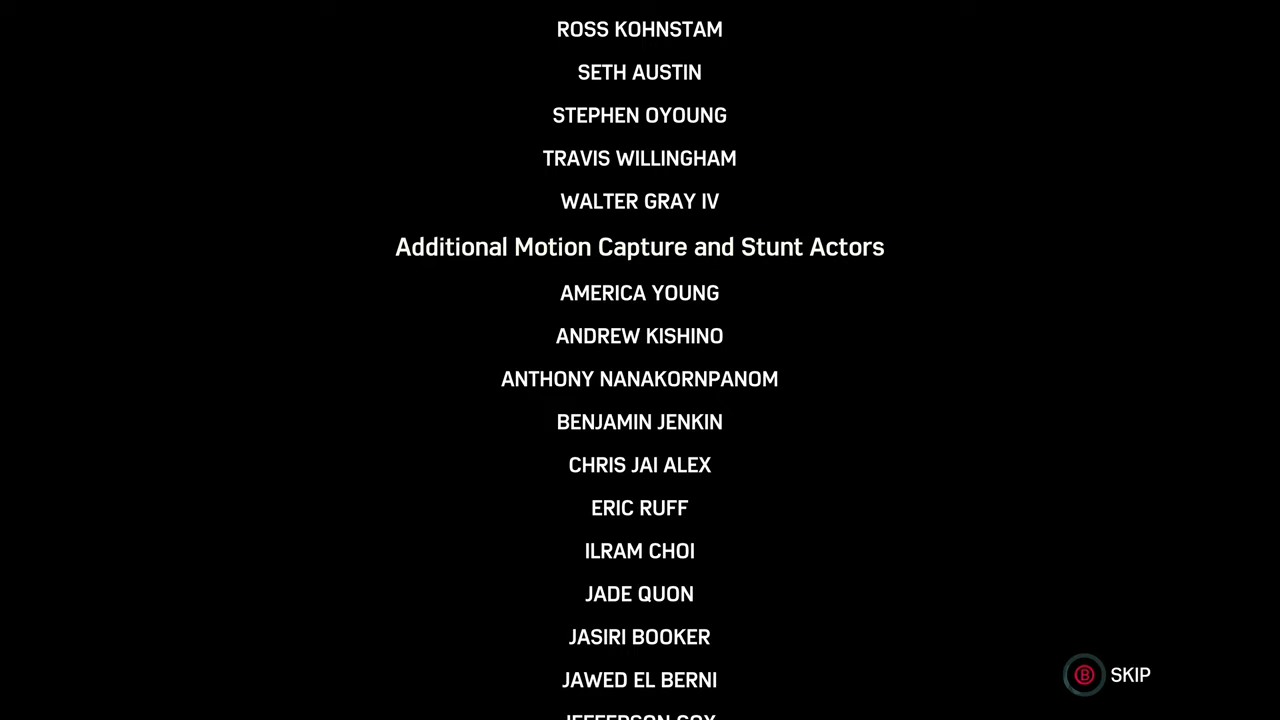 ROSS KOHNSTAM
SETH AUSTIN
STEPHEN OYOUNG
TRAVIS WILLINGHAM
WALTER GRAY IV
Additional Motion Capture and Stunt Actors
AMERICA YOUNG
ANDREW KISHINO
ANTHONY NANAKORNPANOM
BENJAMIN JENKIN
CHRIS JAI ALEX
ERIC RUFF
ILRAM CHOI
JADE QUON
JASIRI BOOKER
B SKIP
JAWED EL BERNI
JEFFERSON COX